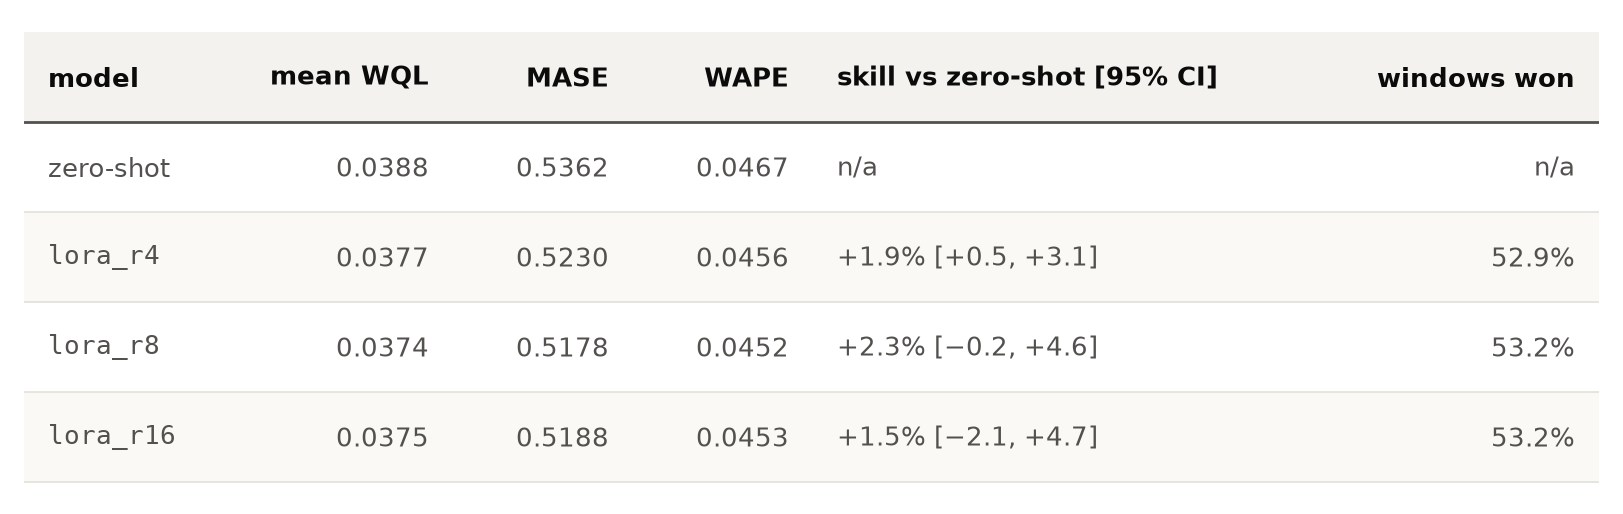 model mean WQL MASE WAPE skill vs zero-shot [95% CI] windows won
zero-shot 0.0388 0.5362 0.0467 n/a n/a
lora_r4 0.0377 0.5230 0.0456 +1.9% [+0.5, +3.1] 52.9%
lora_r8 0.0374 0.5178 0.0452 +2.3% [−0.2, +4.6] 53.2%
lora_r16 0.0375 0.5188 0.0453 +1.5% [−2.1, +4.7] 53.2%